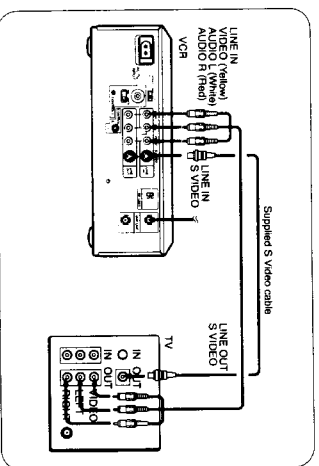 LINE IN
VIDEO (Yellow)
AUDIO L (White)
AUDIO R (Red)
VCR
LINE IN
S VIDEO
Supplied S Video cable
LINE OUT
S VIDEO
TV
IN OUT
IN OUT
VIDEO
LEFT
RIGHT